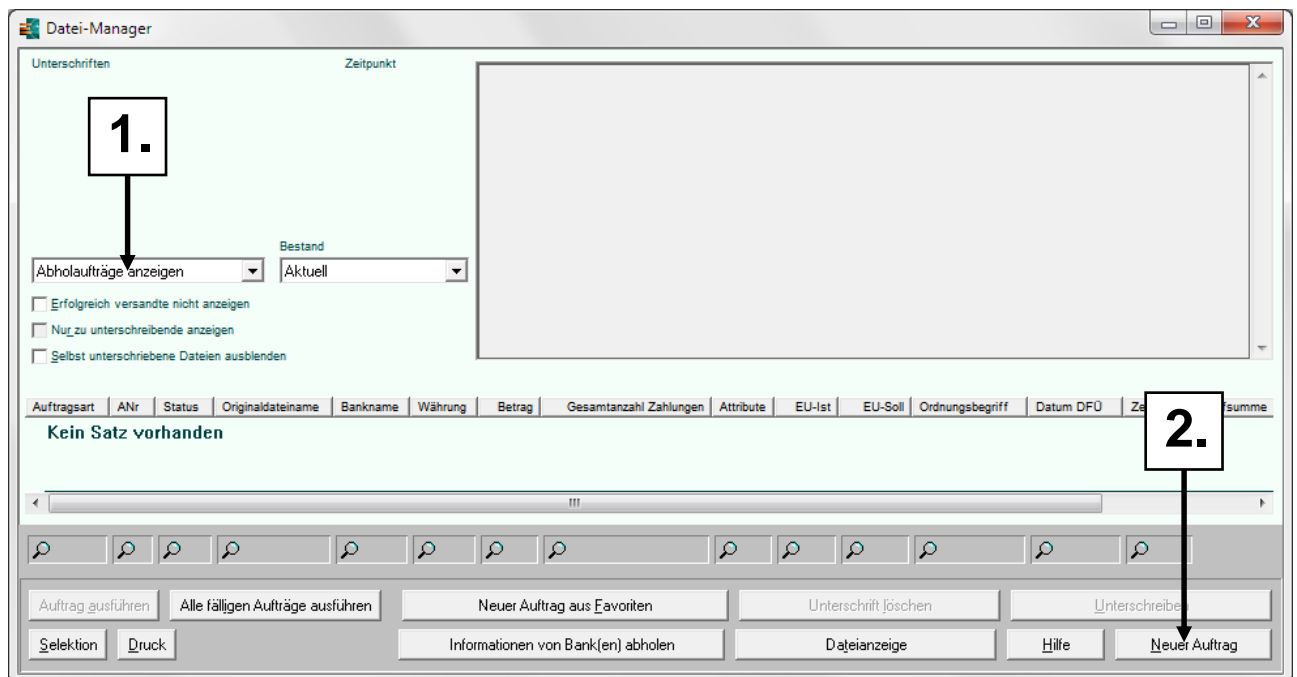 Datei-Manager
Unterschriften Zeitpunkt
1.
Bestand
Abholaufträge anzeigen Aktuell
Erfolgreich versandte nicht anzeigen
Nur zu unterschreibende anzeigen
Selbst unterschriebene Dateien ausblenden
Auftragsart ANr Status Originaldateiname Bankname Währung Betrag Gesamtanzahl Zahlungen Attribute EU-Ist EU-Soll Ordnungsbegriff Datum DFÜ Ze fsumme
Kein Satz vorhanden
2.
Auftrag ausführen Alle fälligen Aufträge ausführen Neuer Auftrag aus Favoriten Unterschrift löschen Unterschreiben
Selektion Druck Informationen von Bank(en) abholen Dateianzeige Hilfe Neuer Auftrag